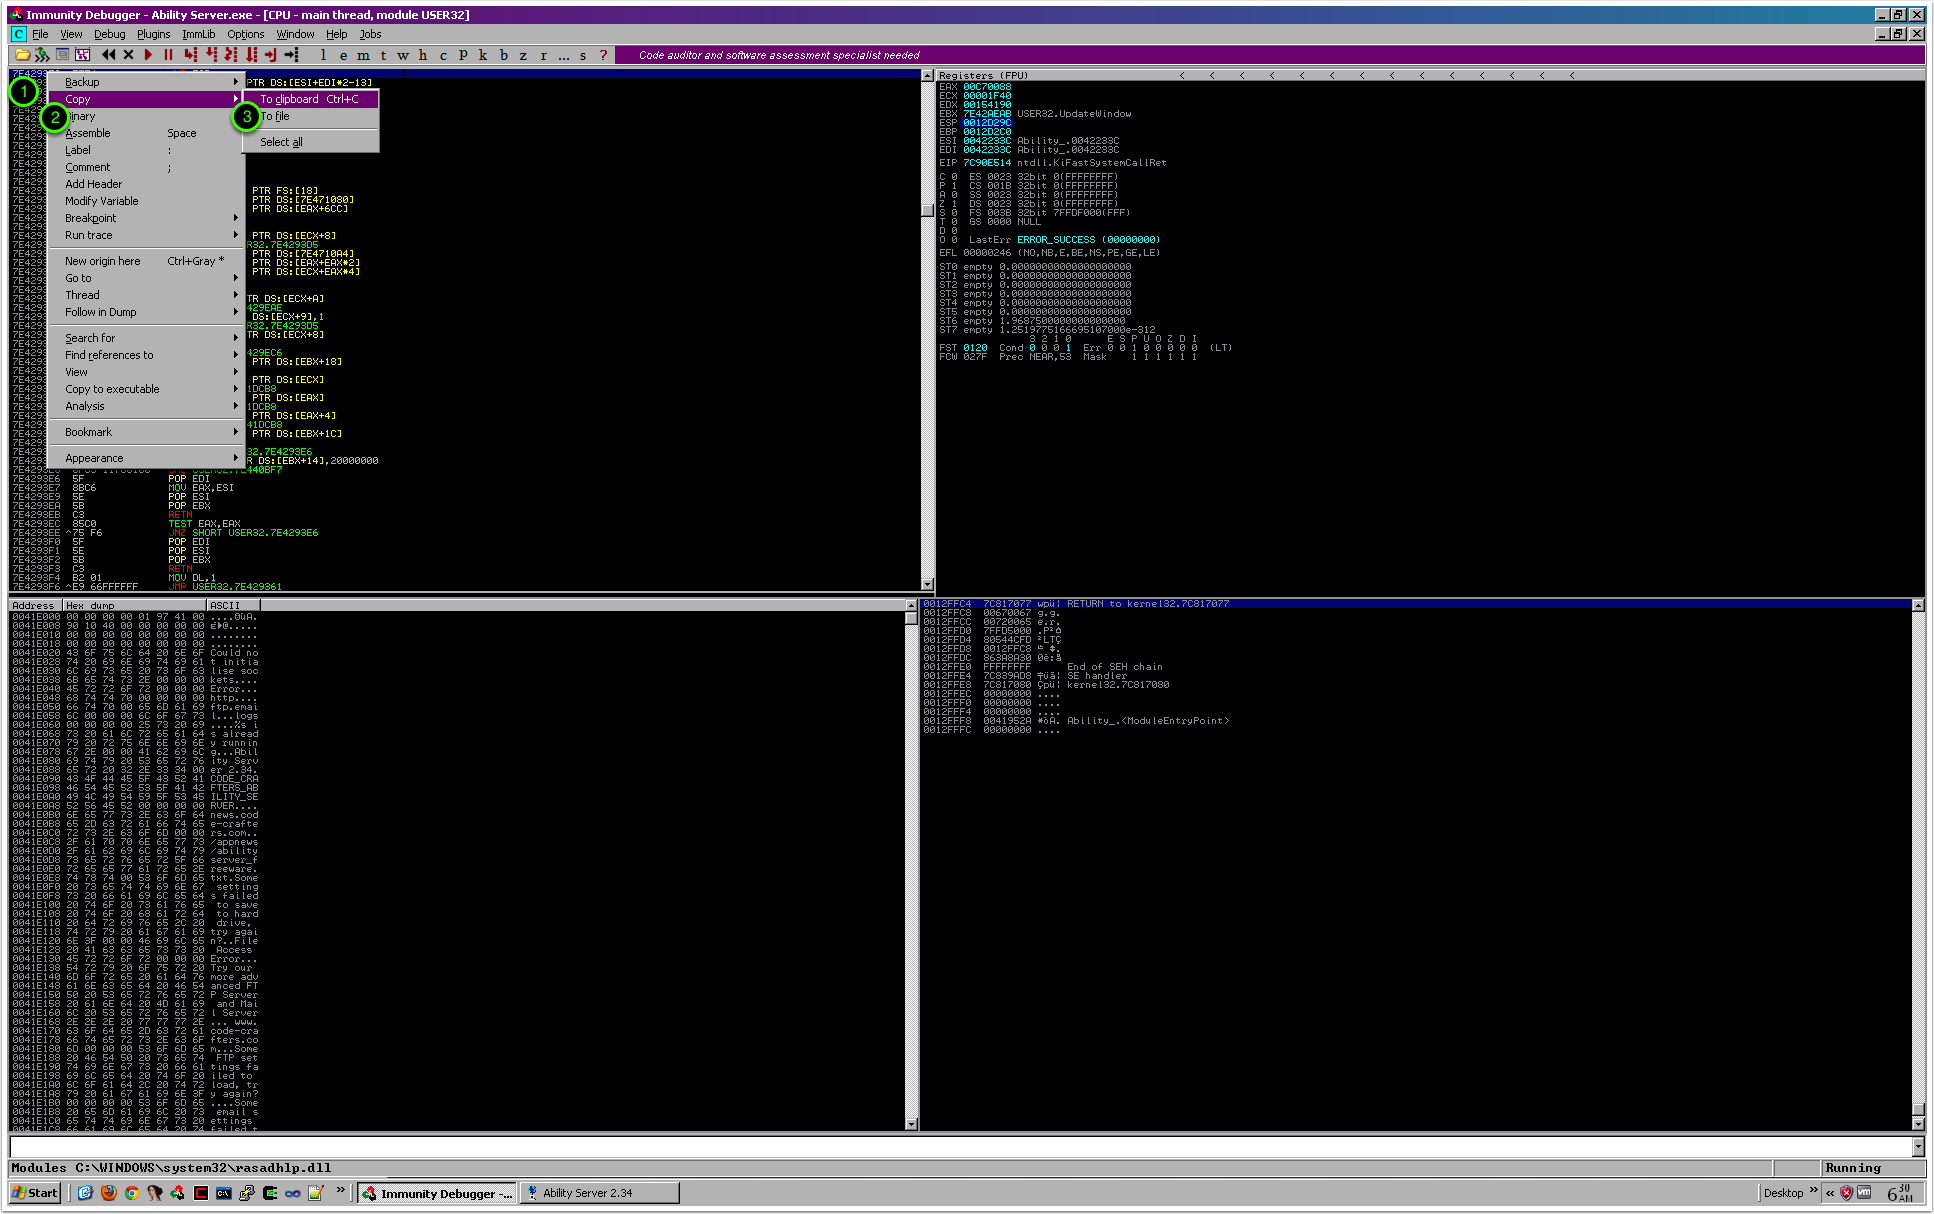 Immunity Debugger - Ability Server.exe - [CPU - main thread, module USER32]
C File View Debug Plugins ImmLib Options Window Help Jobs
l e m t w h c P k b z r ... s ? Code auditor and software assessment specialist needed
PTR DS:[ESI+EDI*2-13]
1
2
3
Backup
Copy
Binary
Assemble Space
Label :
Comment ;
Add Header
Modify Variable
Breakpoint
Run trace
New origin here Ctrl+Gray *
Go to
Thread
Follow in Dump
Search for
Find references to
View
Copy to executable
Analysis
Bookmark
Appearance
To clipboard Ctrl+C
To file
Select all
PTR FS:[18]
PTR DS:[7E471080]
PTR DS:[EAX+6CC]
PTR DS:[ECX+8]
R32.7E4293D5
PTR DS:[7E4710A4]
PTR DS:[EAX+EAX*2]
PTR DS:[ECX+EAX*4]
TR DS:[ECX+A]
429EAE
DS:[ECX+9],1
R32.7E4293D5
TR DS:[ECX+8]
429EC6
PTR DS:[EBX+18]
PTR DS:[ECX]
1DCB8
PTR DS:[EAX]
1DCB8
PTR DS:[EAX+4]
41DCB8
PTR DS:[EBX+1C]
32.7E4293E6
R DS:[EBX+14],20000000
7E4293E6 5F POP EDI
7E4293E7 8BC6 MOV EAX,ESI
7E4293E9 5E POP ESI
7E4293EA 5B POP EBX
7E4293EB C3 RETN
7E4293EC 85C0 TEST EAX,EAX
7E4293EE ^75 F6 JNZ SHORT USER32.7E4293E6
7E4293F0 5F POP EDI
7E4293F1 5E POP ESI
7E4293F2 5B POP EBX
7E4293F3 C3 RETN
7E4293F4 B2 01 MOV DL,1
7E4293F6 ^E9 66FFFFFF JMP USER32.7E429361
Registers (FPU) < < < < < < < < < < <
EAX 00C70088
ECX 00001F40
EDX 00154190
EBX 7E42AEAB USER32.UpdateWindow
ESP 0012D29C
EBP 0012D2C0
ESI 0042233C Ability_.0042233C
EDI 0042233C Ability_.0042233C
EIP 7C90E514 ntdll.KiFastSystemCallRet
C 0 ES 0023 32bit 0(FFFFFFFF)
P 1 CS 001B 32bit 0(FFFFFFFF)
A 0 SS 0023 32bit 0(FFFFFFFF)
Z 1 DS 0023 32bit 0(FFFFFFFF)
S 0 FS 003B 32bit 7FFDF000(FFF)
T 0 GS 0000 NULL
D 0
O 0 LastErr ERROR_SUCCESS (00000000)
EFL 00000246 (NO,NB,E,BE,NS,PE,GE,LE)
ST0 empty 0.0000000000000000000
ST1 empty 0.0000000000000000000
ST2 empty 0.0000000000000000000
ST3 empty 0.0000000000000000000
ST4 empty 0.0000000000000000000
ST5 empty 0.0000000000000000000
ST6 empty 1.9687500000000000000
ST7 empty 1.2519775166695107000e-312
3 2 1 0 E S P U O Z D I
FST 0120 Cond 0 0 0 1 Err 0 0 1 0 0 0 0 0 (LT)
FCW 027F Prec NEAR,53 Mask 1 1 1 1 1 1
Address Hex dump ASCII
0041E000 00 00 00 00 01 97 41 00
0041E008 90 10 40 00 00 00 00 00
0041E010 00 00 00 00 00 00 00 00 ........
0041E018 00 00 00 00 00 00 00 00 ........
0041E020 43 6F 75 6C 64 20 6E 6F Could no
0041E028 74 20 69 6E 69 74 69 61 t initia
0041E030 6C 69 73 65 20 73 6F 63 lise soc
0041E038 6B 65 74 73 2E 00 00 00 kets....
0041E040 45 72 72 6F 72 00 00 00 Error...
0041E048 68 74 74 70 00 00 00 00 http....
0041E050 66 74 70 00 65 6D 61 69 ftp.emai
0041E058 6C 00 00 00 6C 6F 67 73 l...logs
0041E060 00 00 00 00 25 73 20 69 ....%s i
0041E068 73 20 61 6C 72 65 61 64 s alread
0041E070 79 20 72 75 6E 6E 69 6E y runnin
0041E078 67 2E 00 00 41 62 69 6C g...Abil
0041E080 69 74 79 20 53 65 72 76 ity Serv
0041E088 65 72 20 32 2E 33 34 00 er 2.34.
0041E090 43 4F 44 45 5F 43 52 41 CODE_CRA
0041E098 46 54 45 52 53 5F 41 42 FTERS_AB
0041E0A0 49 4C 49 54 59 5F 53 45 ILITY_SE
0041E0A8 52 56 45 52 00 00 00 00 RVER....
0041E0B0 6E 65 77 73 2E 63 6F 64 news.cod
0041E0B8 65 2D 63 72 61 66 74 65 e-crafte
0041E0C0 72 73 2E 63 6F 6D 00 00 rs.com..
0041E0C8 2F 61 70 70 6E 65 77 73 /appnews
0041E0D0 2F 61 62 69 6C 69 74 79 /ability
0041E0D8 73 65 72 76 65 72 5F 66 server_f
0041E0E0 72 65 65 77 61 72 65 2E reeware.
0041E0E8 74 78 74 00 53 6F 6D 65 txt.Some
0041E0F0 20 73 65 74 74 69 6E 67 setting
0041E0F8 73 20 66 61 69 6C 65 64 s failed
0041E100 20 74 6F 20 73 61 76 65 to save
0041E108 20 74 6F 20 68 61 72 64 to hard
0041E110 20 64 72 69 76 65 2C 20 drive,
0041E118 74 72 79 20 61 67 61 69 try agai
0041E120 6E 3F 00 00 46 69 6C 65 n?..File
0041E128 20 41 63 63 65 73 73 20 Access
0041E130 45 72 72 6F 72 00 00 00 Error...
0041E138 54 72 79 20 6F 75 72 20 Try our
0041E140 6D 6F 72 65 20 61 64 76 more adv
0041E148 61 6E 63 65 64 20 46 54 anced FT
0041E150 50 20 53 65 72 76 65 72 P Server
0041E158 20 61 6E 64 20 4D 61 69 and Mai
0041E160 6C 20 53 65 72 76 65 72 l Server
0041E168 2E 2E 2E 20 77 77 77 2E ... www.
0041E170 63 6F 64 65 2D 63 72 61 code-cra
0041E178 66 74 65 72 73 2E 63 6F fters.co
0041E180 6D 00 00 00 53 6F 6D 65 m...Some
0041E188 20 46 54 50 20 73 65 74 FTP set
0041E190 74 69 6E 67 73 20 66 61 tings fa
0041E198 69 6C 65 64 20 74 6F 20 iled to
0041E1A0 6C 6F 61 64 2C 20 74 72 load, tr
0041E1A8 79 20 61 67 61 69 6E 3F y again?
0041E1B0 00 00 00 00 53 6F 6D 65 ....Some
0041E1B8 20 65 6D 61 69 6C 20 73 email s
0041E1C0 65 74 74 69 6E 67 73 20 ettings
0041E1C8 66 61 69 6C 65 64 20 74 failed t
0012FFC4 7C817077 RETURN to kernel32.7C817077
0012FFC8 00670067 g.g.
0012FFCC 00720065 e.r.
0012FFD0 7FFD5000
0012FFD4 80544CFD
0012FFD8 0012FFC8
0012FFDC 863A8A30
0012FFE0 FFFFFFFF End of SEH chain
0012FFE4 7C839AD8 SE handler
0012FFE8 7C817080 kernel32.7C817080
0012FFEC 00000000 ....
0012FFF0 00000000 ....
0012FFF4 00000000 ....
0012FFF8 0041952A Ability_.<ModuleEntryPoint>
0012FFFC 00000000 ....
Modules C:\WINDOWS\system32\rasadhlp.dll Running
Start Immunity Debugger -... Ability Server 2.34 Desktop 6 30 AM